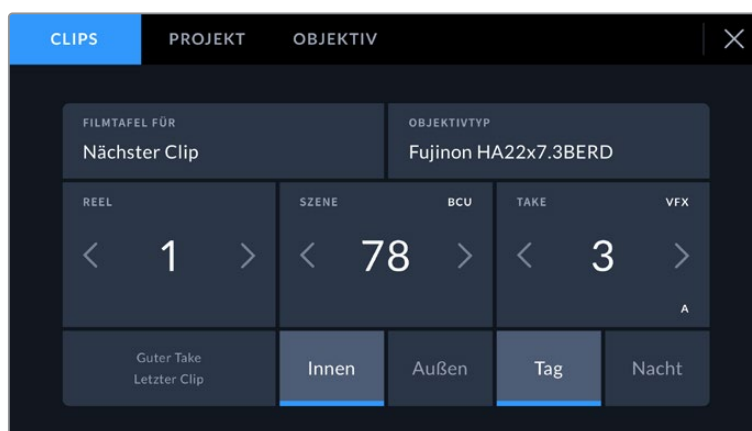 CLIPS PROJEKT OBJEKTIV
FILMTAFEL FÜR OBJEKTIVTYP
Nächster Clip Fujinon HA22x7.3BERD
REEL SZENE BCU TAKE VFX
1 78 3
A
Guter Take
Letzter Clip
Innen Außen Tag Nacht